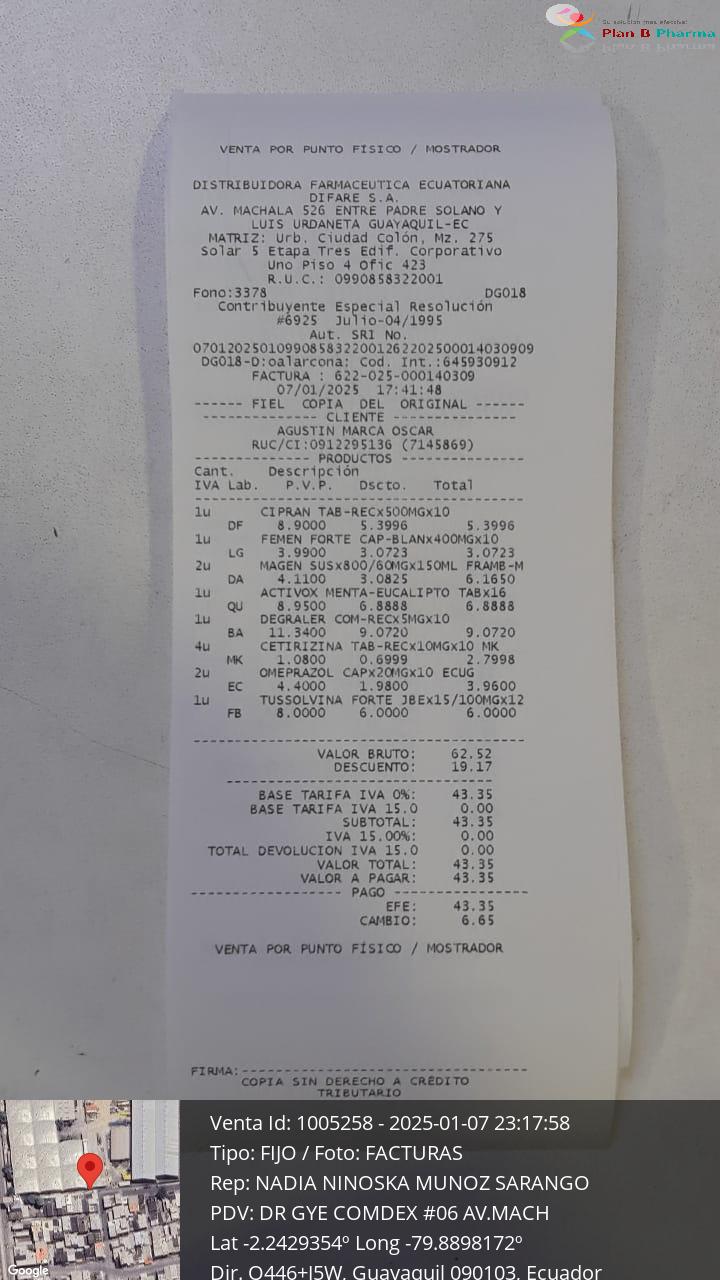 Su solución mas efectiva!
Plan B Pharma
VENTA POR PUNTO FÍSICO / MOSTRADOR
DISTRIBUIDORA FARMACEUTICA ECUATORIANA
DIFARE S.A.
AV. MACHALA 526 ENTRE PADRE SOLANO Y
LUIS URDANETA GUAYAQUIL-EC
MATRIZ: Urb. Ciudad Colón, Mz. 275
Solar 5 Etapa Tres Edif. Corporativo
Uno Piso 4 Ofic 423
R.U.C.: 0990858322001
Fono:3378 DG018
Contribuyente Especial Resolución
#6925 Julio-04/1995
Aut. SRI No.
0701202501099085832200126220250001403​0909
DG018-D:oalarcona: Cod. Int.:645930912
FACTURA : 622-025-000140309
07/01/2025 17:41:48
------ FIEL COPIA DEL ORIGINAL ------
--------------- CLIENTE ---------------
AGUSTIN MARCA OSCAR
RUC/CI:0912295136 (7145869)
-------------- PRODUCTOS --------------
Cant. Descripción
IVA Lab. P.V.P. Dscto. Total
1u CIPRAN TAB-RECx500MGx10
DF 8.9000 5.3996 5.3996
1u FEMEN FORTE CAP-BLANx400MGx10
LG 3.9900 3.0723 3.0723
2u MAGEN SUSx800/60MGx150ML FRAMB-M
DA 4.1100 3.0825 6.1650
1u ACTIVOX MENTA-EUCALIPTO TABx16
QU 8.9500 6.8888 6.8888
1u DEGRALER COM-RECx5MGx10
BA 11.3400 9.0720 9.0720
4u CETIRIZINA TAB-RECx10MGx10 MK
MK 1.0800 0.6999 2.7998
2u OMEPRAZOL CAPx20MGx10 ECUG
EC 4.4000 1.9800 3.9600
1u TUSSOLVINA FORTE JBEx15/100MGx12
FB 8.0000 6.0000 6.0000
VALOR BRUTO: 62.52
DESCUENTO: 19.17
BASE TARIFA IVA 0%: 43.35
BASE TARIFA IVA 15.0 0.00
SUBTOTAL: 43.35
IVA 15.00%: 0.00
TOTAL DEVOLUCION IVA 15.0 0.00
VALOR TOTAL: 43.35
VALOR A PAGAR: 43.35
----------------- PAGO -----------------
EFE: 43.35
CAMBIO: 6.65
VENTA POR PUNTO FÍSICO / MOSTRADOR
FIRMA:--------------------------------
COPIA SIN DERECHO A CRÉDITO
TRIBUTARIO
Venta Id: 1005258 - 2025-01-07 23:17:58
Tipo: FIJO / Foto: FACTURAS
Rep: NADIA NINOSKA MUNOZ SARANGO
PDV: DR GYE COMDEX #06 AV.MACH
Lat -2.2429354º Long -79.8898172º
Dir. Q446+J5W, Guayaquil 090103, Ecuador
Google